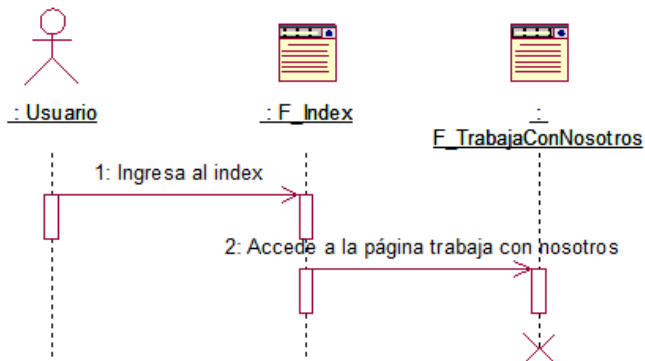 : Usuario
: F_Index
:
F_TrabajaConNosotros
1: Ingresa al index
2: Accede a la página trabaja con nosotros